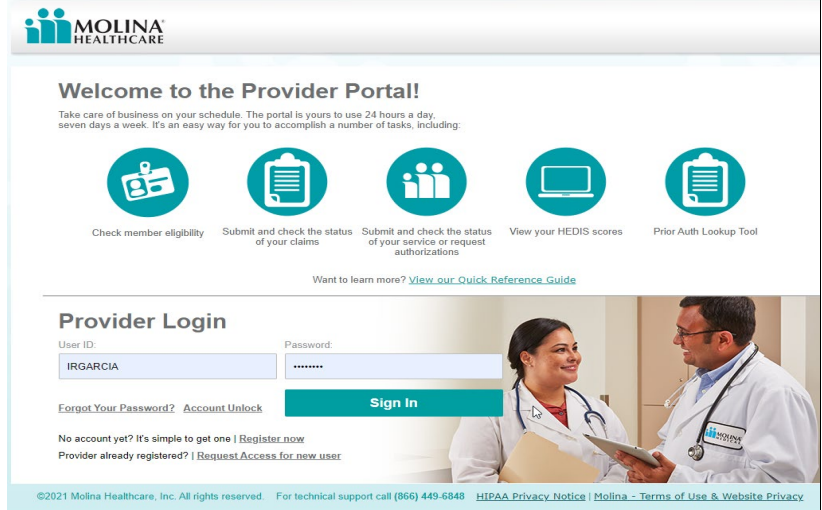 MOLINA
HEALTHCARE
Welcome to the Provider Portal!
Take care of business on your schedule. The portal is yours to use 24 hours a day,
seven days a week. It's an easy way for you to accomplish a number of tasks, including:
Check member eligibility
Submit and check the status
of your claims
Submit and check the status
of your service or request
authorizations
View your HEDIS scores
Prior Auth Lookup Tool
Want to learn more? View our Quick Reference Guide
Provider Login
User ID:
Password:
IRGARCIA
••••••••
Sign In
Forgot Your Password? Account Unlock
No account yet? It's simple to get one | Register now
Provider already registered? | Request Access for new user
MOLINA
MEDICAL
©2021 Molina Healthcare, Inc. All rights reserved. For technical support call (866) 449-6848 HIPAA Privacy Notice | Molina - Terms of Use & Website Privacy